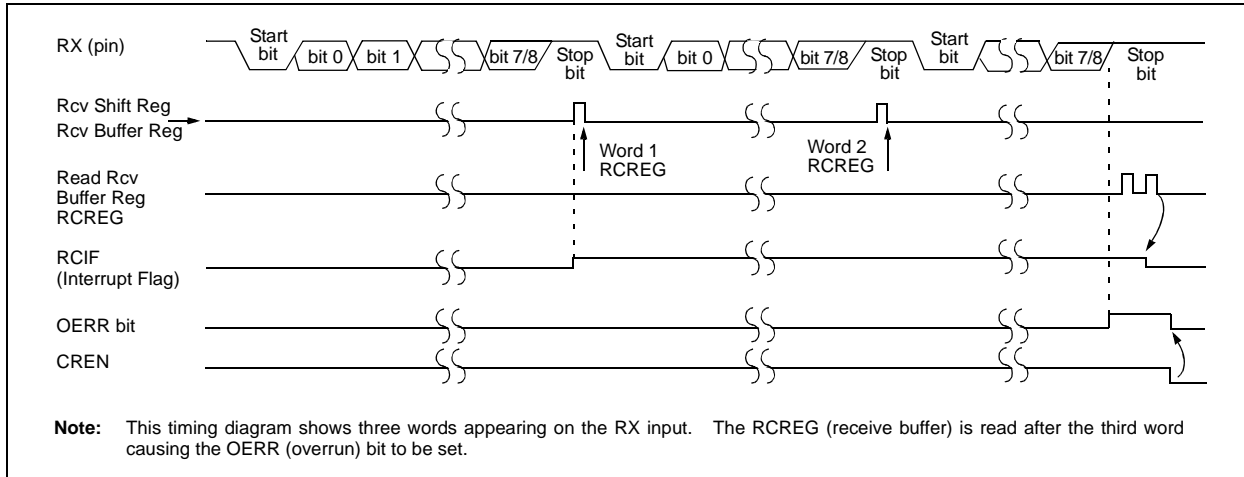 RX (pin)
Start bit
bit 0
bit 1
bit 7/8
Stop bit
Start bit
bit 0
bit 7/8
Stop bit
Start bit
bit 7/8
Stop bit
Rcv Shift Reg
Rcv Buffer Reg
Word 1
RCREG
Word 2
RCREG
Read Rcv
Buffer Reg
RCREG
RCIF
(Interrupt Flag)
OERR bit
CREN
Note: This timing diagram shows three words appearing on the RX input. The RCREG (receive buffer) is read after the third word
causing the OERR (overrun) bit to be set.